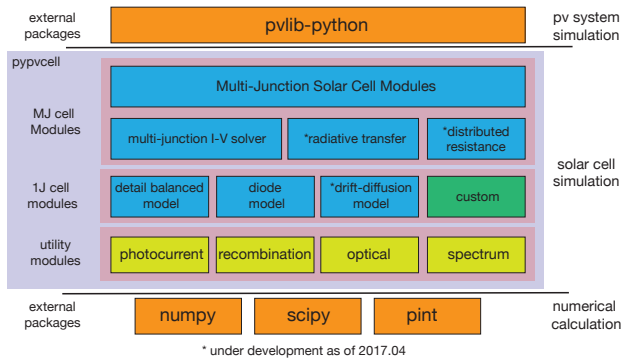 external
packages
pvlib-python
pv system
simulation
pypvcell
MJ cell
Modules
Multi-Junction Solar Cell Modules
multi-junction I-V solver
*radiative transfer
*distributed
resistance
solar cell
simulation
1J cell
modules
detail balanced
model
diode
model
*drift-diffusion
model
custom
utility
modules
photocurrent
recombination
optical
spectrum
external
packages
numpy
scipy
pint
numerical
calculation
* under development as of 2017.04